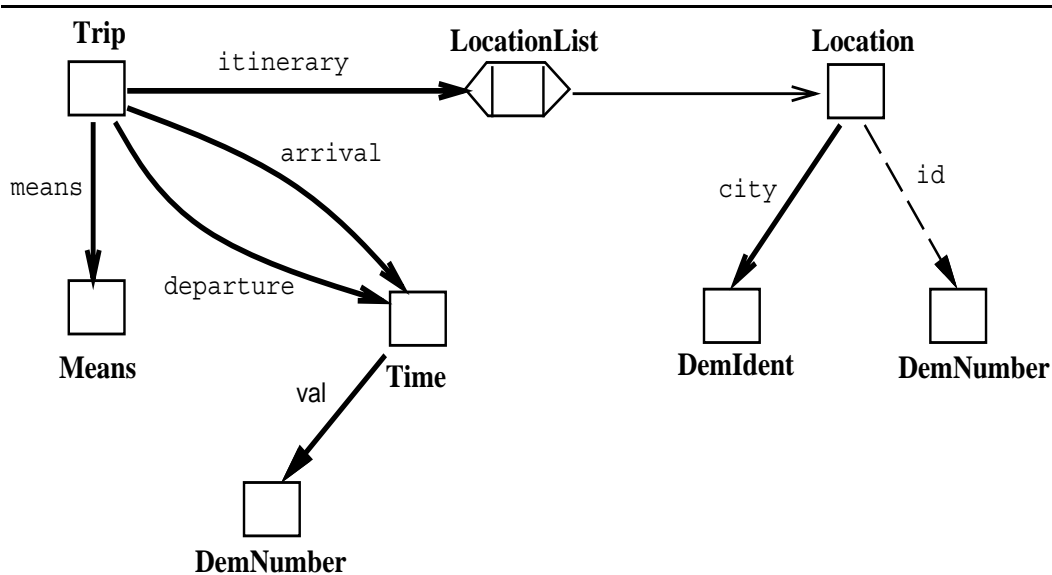 Trip
LocationList
Location
itinerary
arrival
means
city
id
departure
Means
Time
DemIdent
DemNumber
val
DemNumber